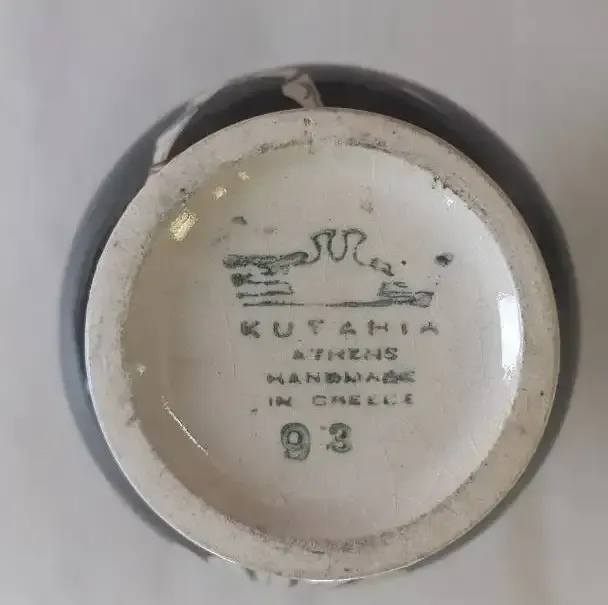 KUTAHIA
ATHENS
HANDMADE
IN GREECE
93